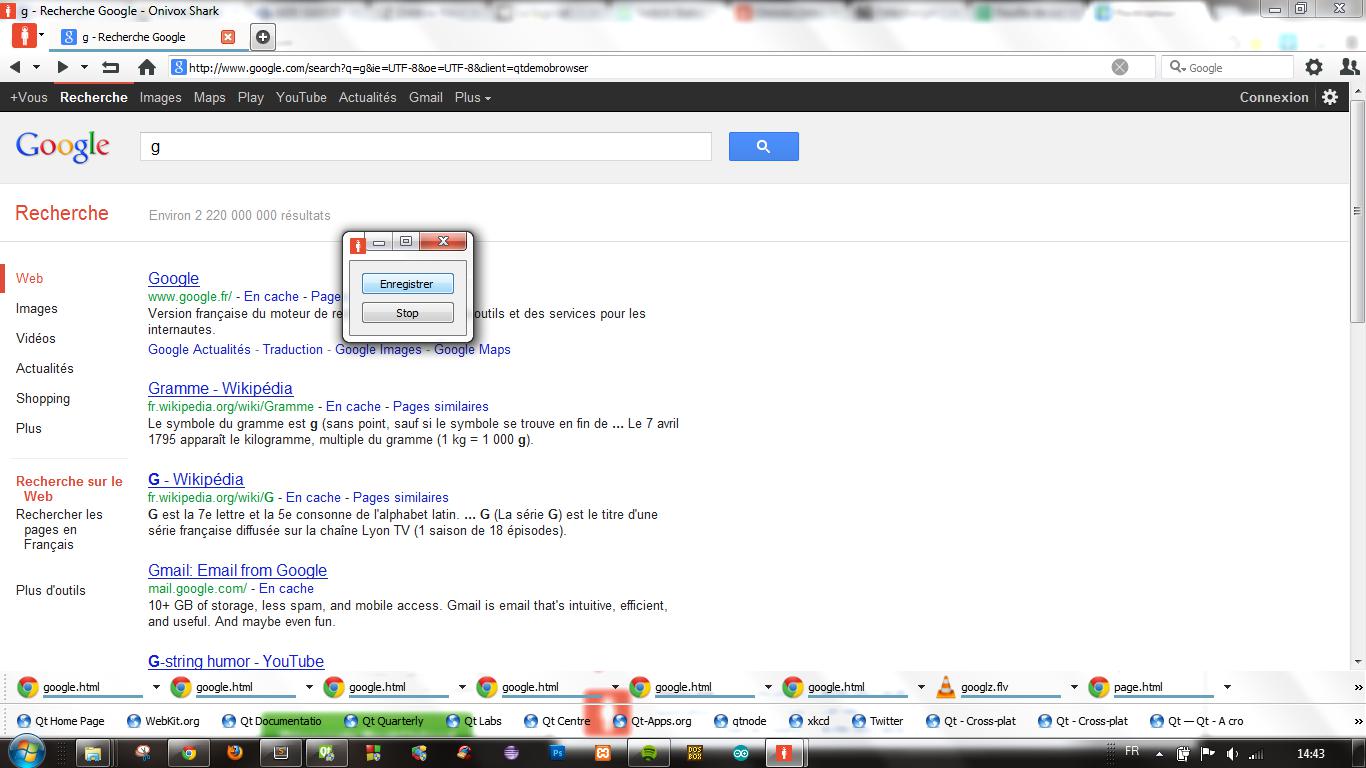 g - Recherche Google - Onivox Shark
g - Recherche Google
http://www.google.com/search?q=g&ie=UTF-8&oe=UTF-8&client=qtdemobrowser
Google
+Vous Recherche Images Maps Play YouTube Actualités Gmail Plus Connexion
Google g
Recherche Environ 2 220 000 000 résultats
Web
Images
Vidéos
Actualités
Shopping
Plus
Recherche sur le
Web
Rechercher les
pages en
Français
Plus d'outils
Enregistrer
Stop
Google
www.google.fr/ - En cache - Page
Version française du moteur de re outils et des services pour les
internautes.
Google Actualités - Traduction - Google Images - Google Maps
Gramme - Wikipédia
fr.wikipedia.org/wiki/Gramme - En cache - Pages similaires
Le symbole du gramme est g (sans point, sauf si le symbole se trouve en fin de ... Le 7 avril
1795 apparaît le kilogramme, multiple du gramme (1 kg = 1 000 g).
G - Wikipédia
fr.wikipedia.org/wiki/G - En cache - Pages similaires
G est la 7e lettre et la 5e consonne de l'alphabet latin. ... G (La série G) est le titre d'une
série française diffusée sur la chaîne Lyon TV (1 saison de 18 épisodes).
Gmail: Email from Google
mail.google.com/ - En cache
10+ GB of storage, less spam, and mobile access. Gmail is email that's intuitive, efficient,
and useful. And maybe even fun.
G-string humor - YouTube
google.html google.html google.html google.html google.html google.html googlz.flv page.html
Qt Home Page WebKit.org Qt Documentatio Qt Quarterly Qt Labs Qt Centre Qt-Apps.org qtnode xkcd Twitter Qt - Cross-plat Qt - Cross-plat Qt — Qt - A cro
FR 14:43